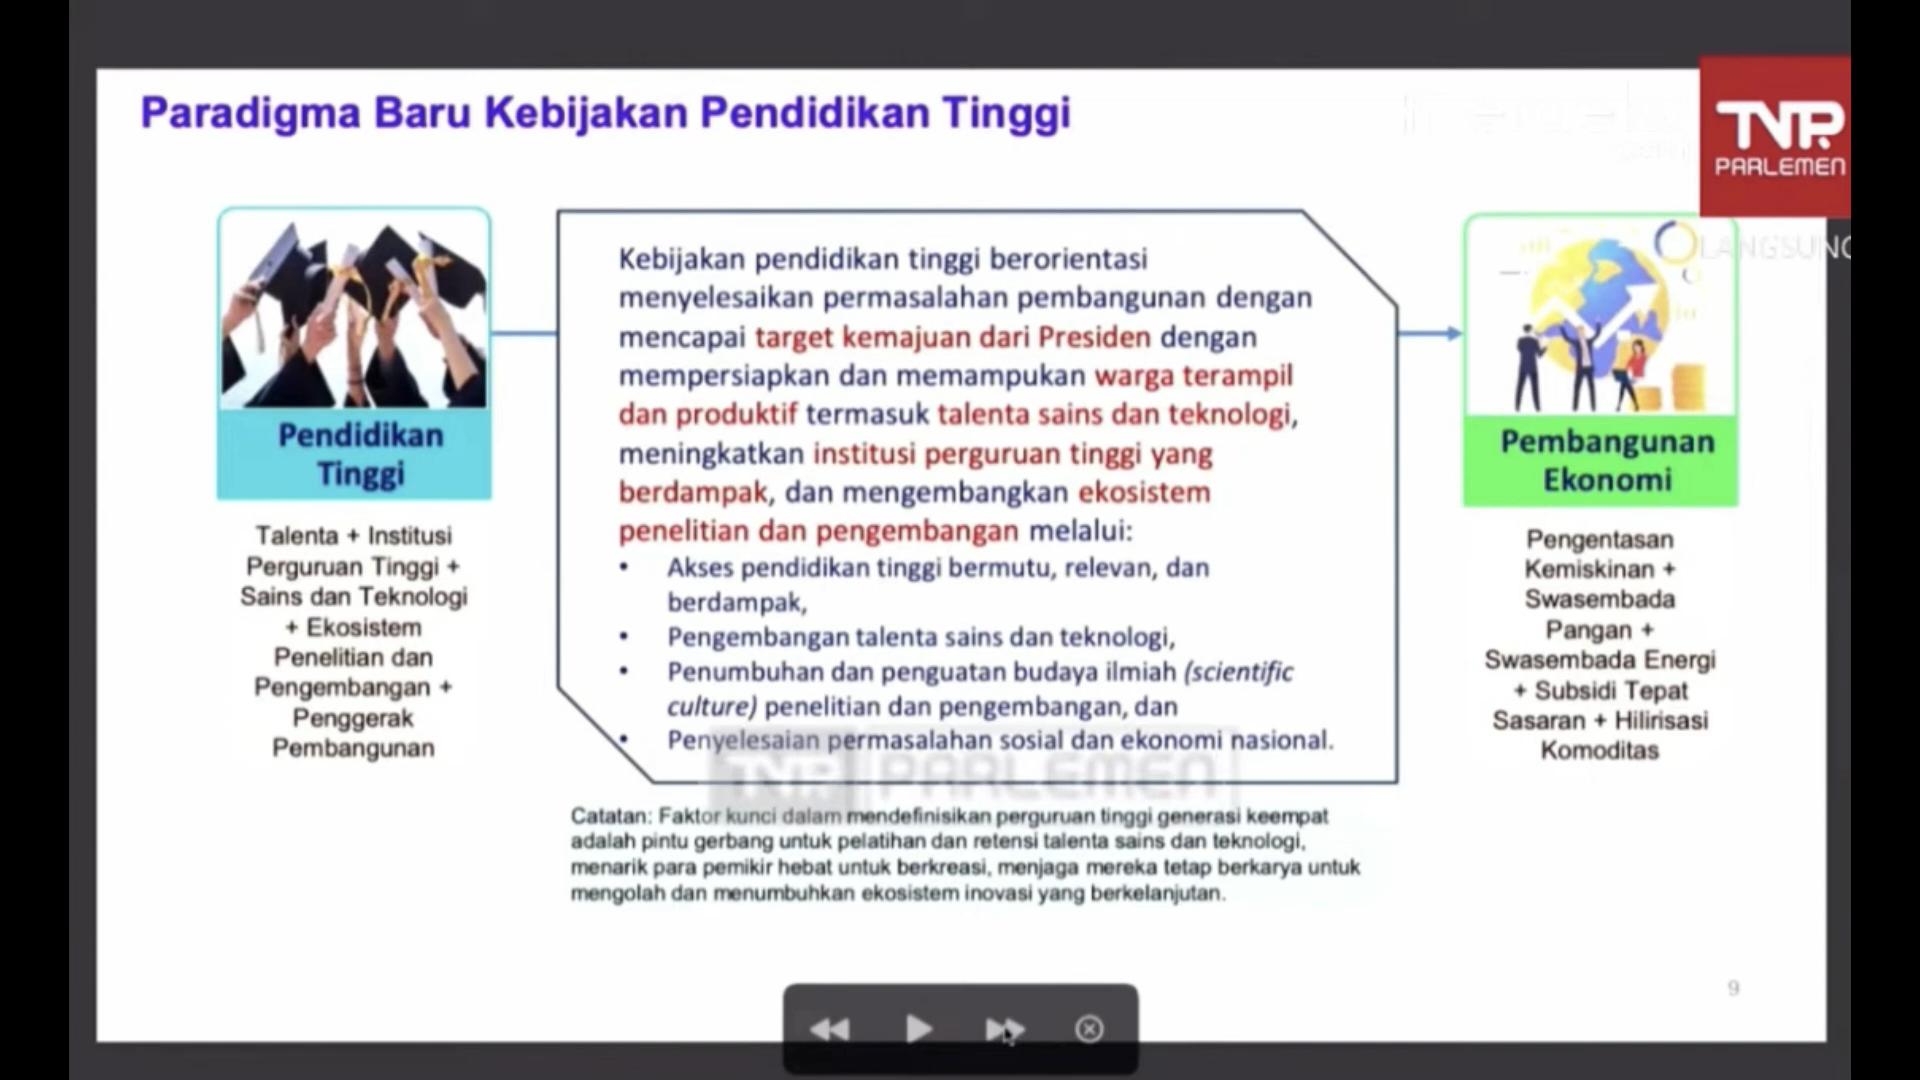 Paradigma Baru Kebijakan Pendidikan Tinggi
TVR
PARLEMEN
LANGSUNG
Pendidikan
Tinggi
Talenta + Institusi
Perguruan Tinggi +
Sains dan Teknologi
+ Ekosistem
Penelitian dan
Pengembangan +
Penggerak
Pembangunan
Kebijakan pendidikan tinggi berorientasi
menyelesaikan permasalahan pembangunan dengan
mencapai target kemajuan dari Presiden dengan
mempersiapkan dan memampukan warga terampil
dan produktif termasuk talenta sains dan teknologi,
meningkatkan institusi perguruan tinggi yang
berdampak, dan mengembangkan ekosistem
penelitian dan pengembangan melalui:
• Akses pendidikan tinggi bermutu, relevan, dan
berdampak,
• Pengembangan talenta sains dan teknologi,
• Penumbuhan dan penguatan budaya ilmiah (scientific
culture) penelitian dan pengembangan, dan
• Penyelesaian permasalahan sosial dan ekonomi nasional.
TVR PARLEMEN
Pembangunan
Ekonomi
Pengentasan
Kemiskinan +
Swasembada
Pangan +
Swasembada Energi
+ Subsidi Tepat
Sasaran + Hilirisasi
Komoditas
Catatan: Faktor kunci dalam mendefinisikan perguruan tinggi generasi keempat
adalah pintu gerbang untuk pelatihan dan retensi talenta sains dan teknologi,
menarik para pemikir hebat untuk berkreasi, menjaga mereka tetap berkarya untuk
mengolah dan menumbuhkan ekosistem inovasi yang berkelanjutan.
9